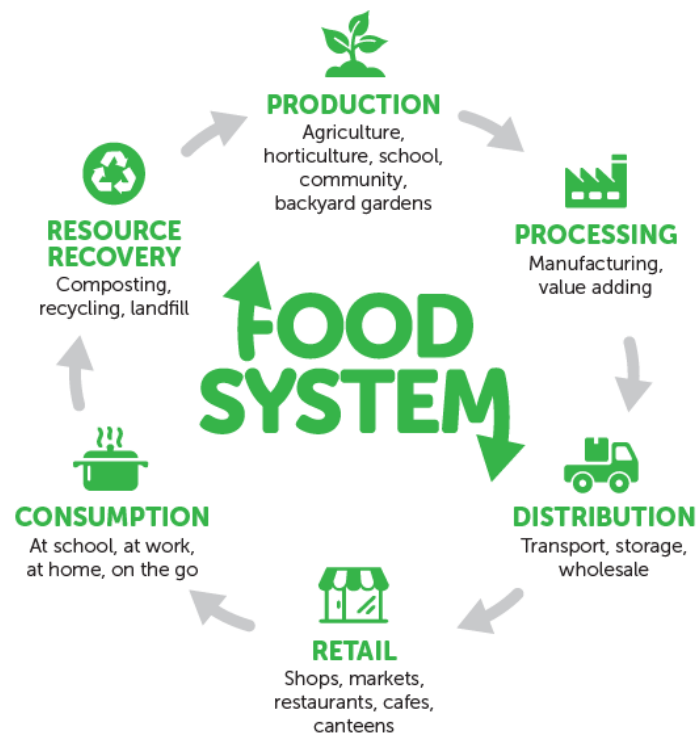 PRODUCTION
Agriculture,
horticulture, school,
community,
backyard gardens
PROCESSING
Manufacturing,
value adding
DISTRIBUTION
Transport, storage,
wholesale
RETAIL
Shops, markets,
restaurants, cafes,
canteens
CONSUMPTION
At school, at work,
at home, on the go
RESOURCE
RECOVERY
Composting,
recycling, landfill
FOOD
SYSTEM